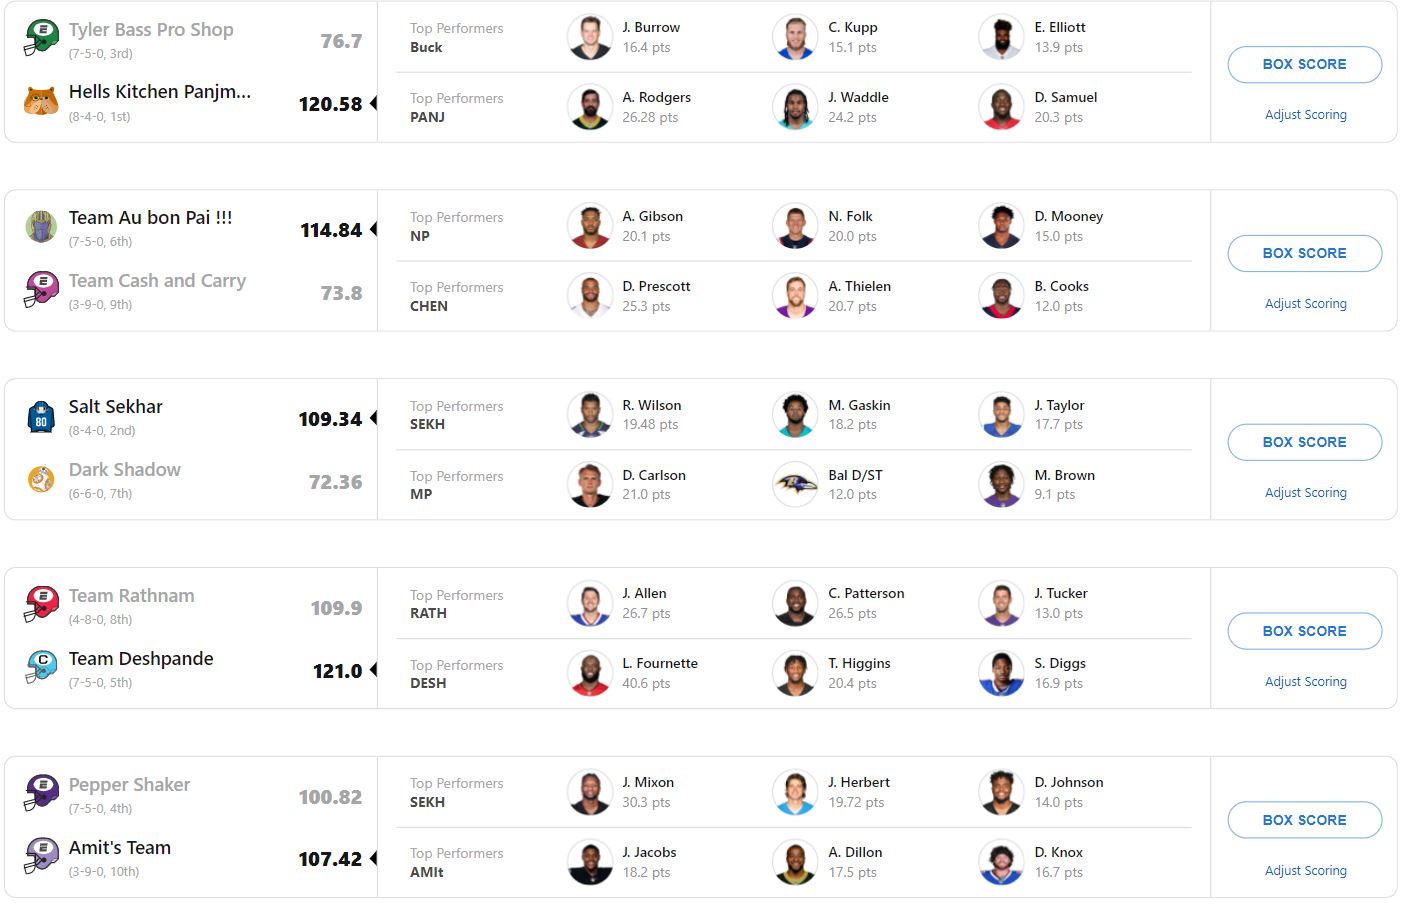 Tyler Bass Pro Shop
(7-5-0, 3rd)
76.7
Hells Kitchen Panjm...
(8-4-0, 1st)
120.58
Top Performers
Buck
J. Burrow
16.4 pts
C. Kupp
15.1 pts
E. Elliott
13.9 pts
Top Performers
PANJ
A. Rodgers
26.28 pts
J. Waddle
24.2 pts
D. Samuel
20.3 pts
BOX SCORE
Adjust Scoring
Team Au bon Pai !!!
(7-5-0, 6th)
114.84
Team Cash and Carry
(3-9-0, 9th)
73.8
Top Performers
NP
A. Gibson
20.1 pts
N. Folk
20.0 pts
D. Mooney
15.0 pts
Top Performers
CHEN
D. Prescott
25.3 pts
A. Thielen
20.7 pts
B. Cooks
12.0 pts
BOX SCORE
Adjust Scoring
80
Salt Sekhar
(8-4-0, 2nd)
109.34
Dark Shadow
(6-6-0, 7th)
72.36
Top Performers
SEKH
R. Wilson
19.48 pts
M. Gaskin
18.2 pts
J. Taylor
17.7 pts
Top Performers
MP
D. Carlson
21.0 pts
Bal D/ST
12.0 pts
M. Brown
9.1 pts
BOX SCORE
Adjust Scoring
Team Rathnam
(4-8-0, 8th)
109.9
C
Team Deshpande
(7-5-0, 5th)
121.0
Top Performers
RATH
J. Allen
26.7 pts
C. Patterson
26.5 pts
J. Tucker
13.0 pts
Top Performers
DESH
L. Fournette
40.6 pts
T. Higgins
20.4 pts
S. Diggs
16.9 pts
BOX SCORE
Adjust Scoring
Pepper Shaker
(7-5-0, 4th)
100.82
Amit's Team
(3-9-0, 10th)
107.42
Top Performers
SEKH
J. Mixon
30.3 pts
J. Herbert
19.72 pts
D. Johnson
14.0 pts
Top Performers
AMIt
J. Jacobs
18.2 pts
A. Dillon
17.5 pts
D. Knox
16.7 pts
BOX SCORE
Adjust Scoring